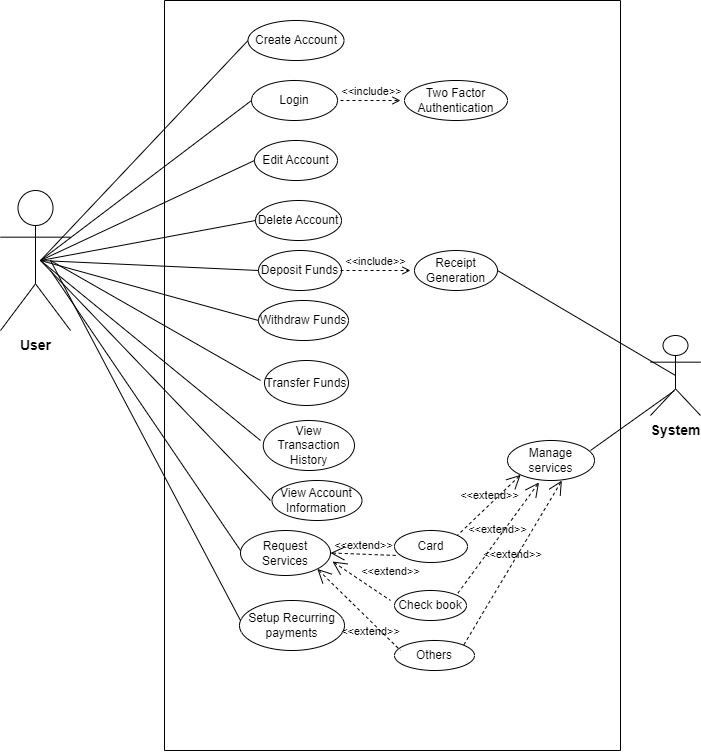 Create Account
Login
<<include>>
Two Factor
Authentication
Edit Account
Delete Account
Deposit Funds
<<include>>
Receipt
Generation
User
Withdraw Funds
Transfer Funds
View
Transaction
History
System
Manage
services
View Account
Information
<<extend>>
Request
Services
<<extend>>
Card
<<extend>>
<<extend>>
<<extend>>
Check book
Setup Recurring
payments
<<extend>>
Others